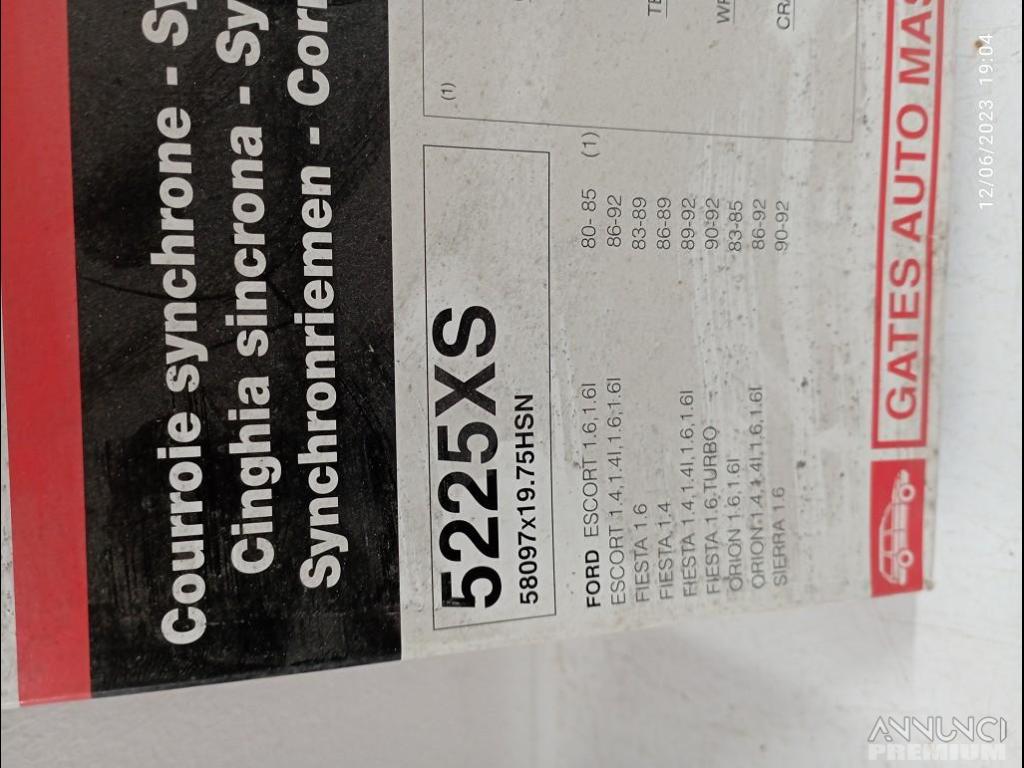 Courroie synchrone - Sy
Cinghia sincrona - Sy
Synchronriemen - Corr
5225XS
58097x19.75HSN
FORD ESCORT 1.6,1.6I 80- 85 (1)
ESCORT 1.4,1.4I,1.6,1.6I 86-92
FIESTA 1.6 83-89
FIESTA 1.4 86-89
FIESTA 1.4,1.4I,1.6,1.6I 89-92
FIESTA 1.6 TURBO 90-92
ORION 1.6,1.6I 83-85
ORION 1.4,1.4I,1.6,1.6I 86-92
SIERRA 1.6 90-92
(1)
TE
WR
CRA
GATES AUTO MAS
12/06/2023 19:04
ANNUNCI
PREMIUM